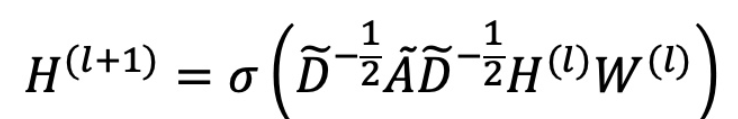 H^(l+1) = σ(D̃^-1/2 Ã D̃^-1/2 H^(l) W^(l))